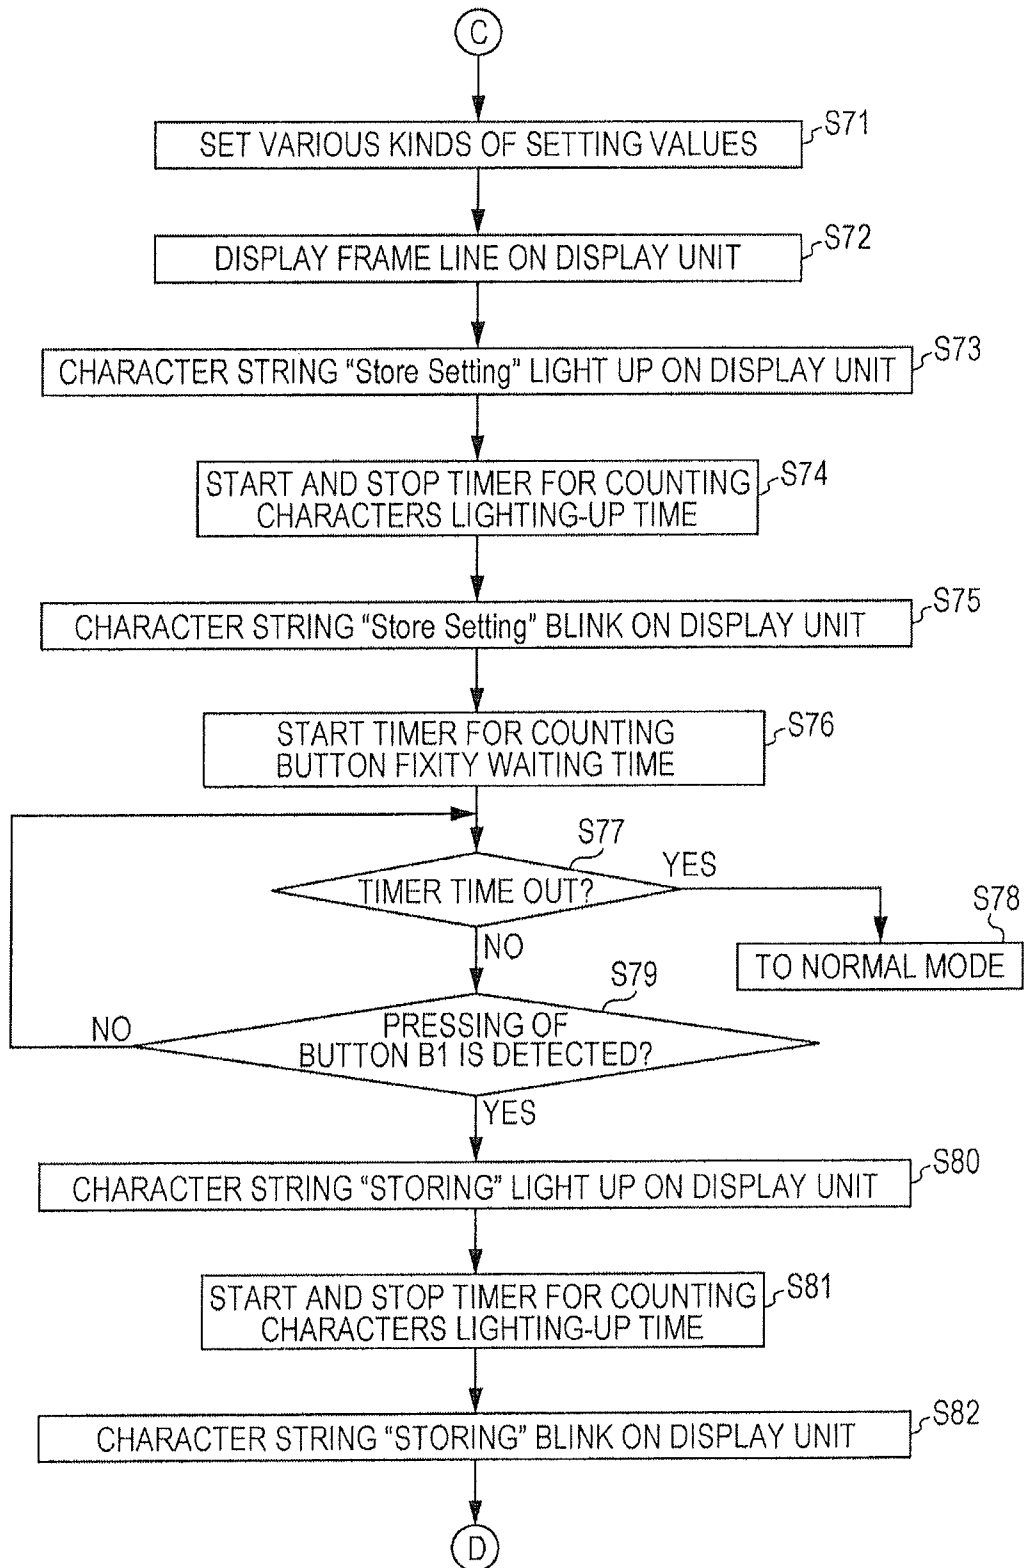 C
S71
SET VARIOUS KINDS OF SETTING VALUES
S72
DISPLAY FRAME LINE ON DISPLAY UNIT
S73
CHARACTER STRING “Store Setting” LIGHT UP ON DISPLAY UNIT
S74
START AND STOP TIMER FOR COUNTING
CHARACTERS LIGHTING-UP TIME
S75
CHARACTER STRING “Store Setting” BLINK ON DISPLAY UNIT
S76
START TIMER FOR COUNTING
BUTTON FIXITY WAITING TIME
S77
TIMER TIME OUT?
YES
S78
TO NORMAL MODE
NO
S79
PRESSING OF
BUTTON B1 IS DETECTED?
NO
YES
S80
CHARACTER STRING “STORING” LIGHT UP ON DISPLAY UNIT
S81
START AND STOP TIMER FOR COUNTING
CHARACTERS LIGHTING-UP TIME
S82
CHARACTER STRING “STORING” BLINK ON DISPLAY UNIT
D